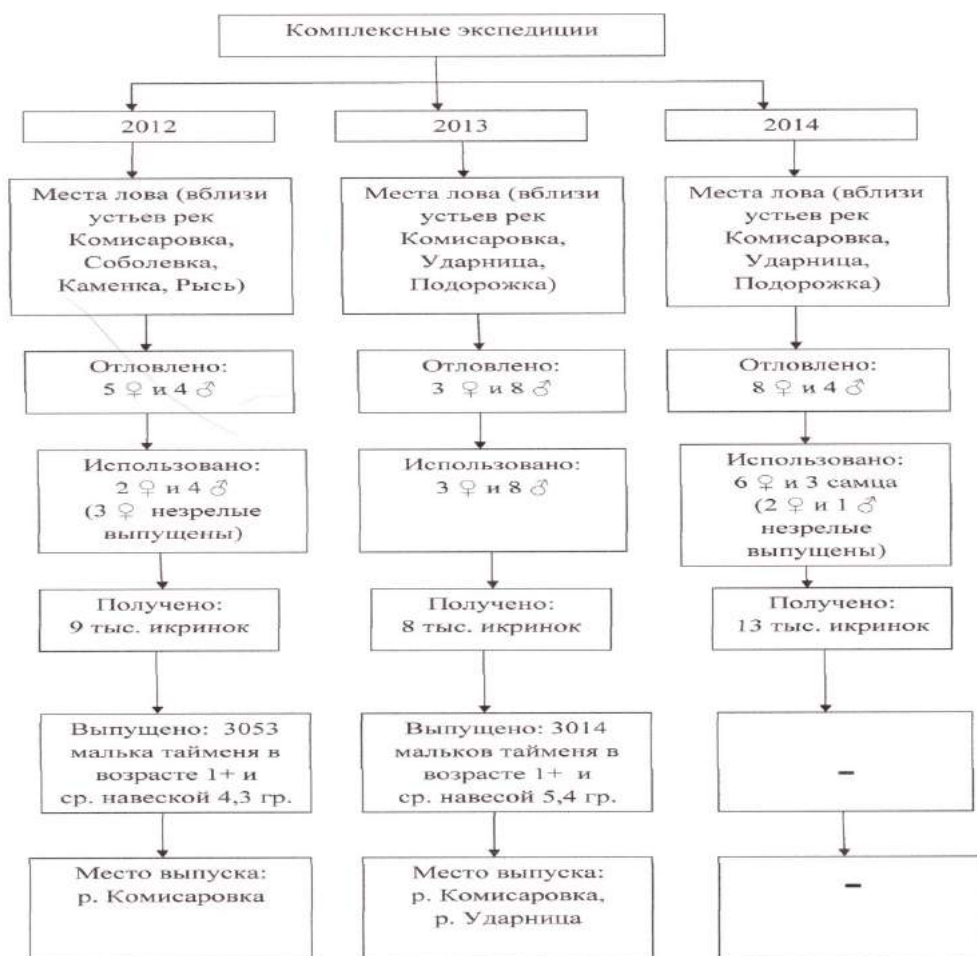 Комплексные экспедиции
2012
2013
2014
Места лова (вблизи
устьев рек
Комисаровка,
Соболевка,
Каменка, Рысь)
Места лова (вблизи
устьев рек
Комисаровка,
Ударница,
Подорожка)
Места лова (вблизи
устьев рек
Комисаровка,
Ударница,
Подорожка)
Отловлено:
5 ♀ и 4 ♂
Отловлено:
3 ♀ и 8 ♂
Отловлено:
8 ♀ и 4 ♂
Использовано:
2 ♀ и 4 ♂
(3 ♀ незрелые
выпущены)
Использовано:
3 ♀ и 8 ♂
Использовано:
6 ♀ и 3 самца
(2 ♀ и 1 ♂
незрелые
выпущены)
Получено:
9 тыс. икринок
Получено:
8 тыс. икринок
Получено:
13 тыс. икринок
Выпущено: 3053
малька тайменя в
возрасте 1+ и
ср. навеской 4,3 гр.
Выпущено: 3014
мальков тайменя в
возрасте 1+ и
ср. навесой 5,4 гр.
–
Место выпуска:
р. Комисаровка
Место выпуска:
р. Комисаровка,
р. Ударница
–